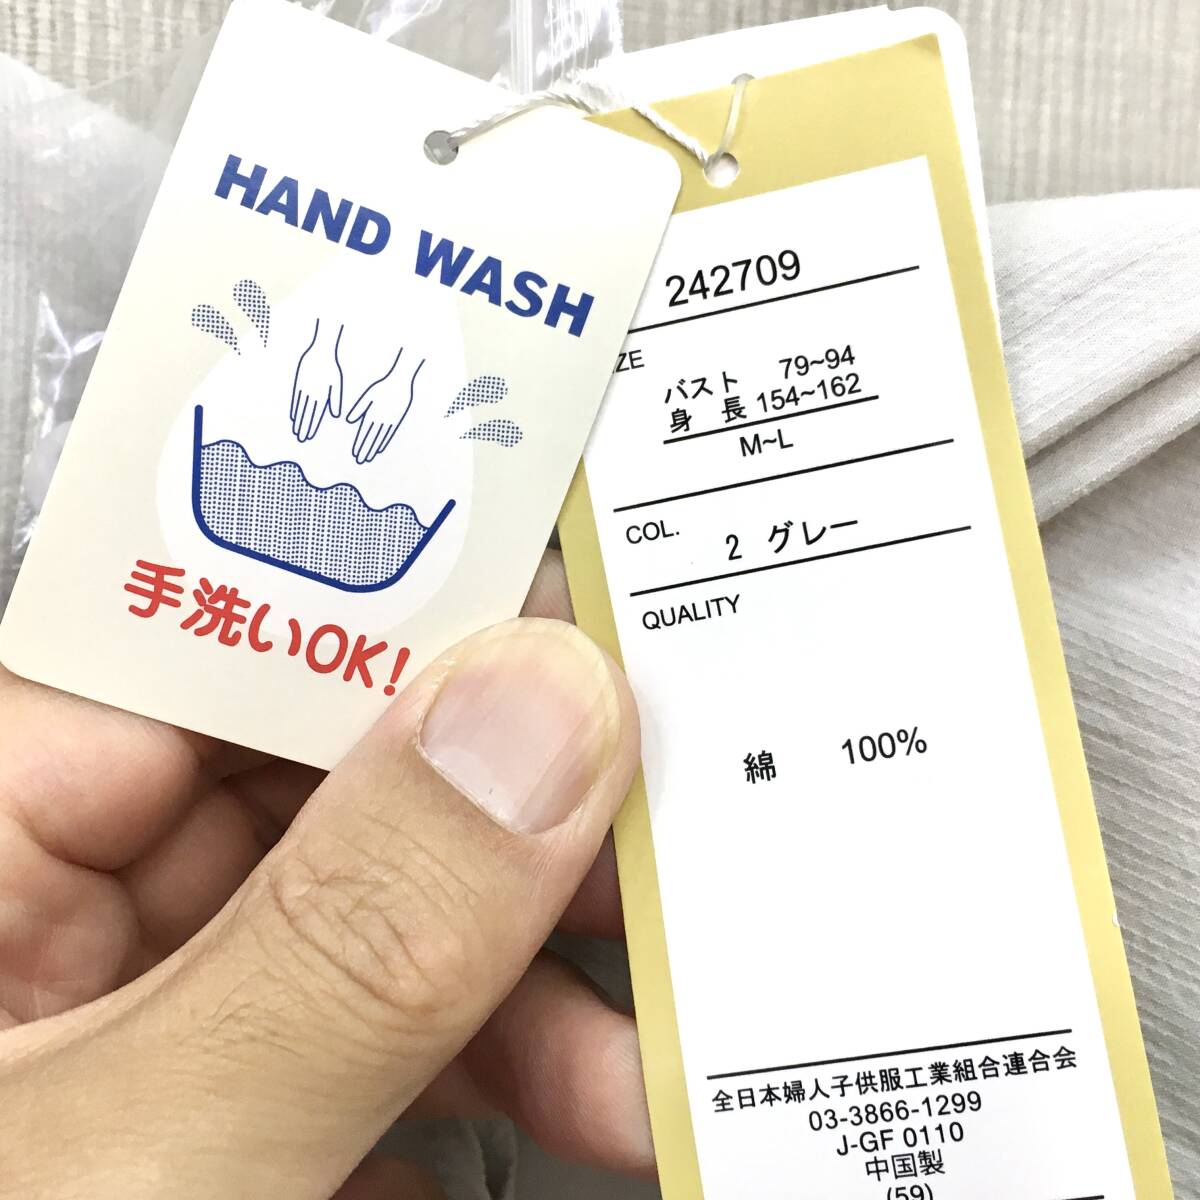 HAND WASH
手洗いOK!
242709
ZE
バスト 79~94
身 長 154~162
M~L
COL.
2 グレー
QUALITY
綿 100%
全日本婦人子供服工業組合連合会
03-3866-1299
J-GF 0110
中国製
(59)